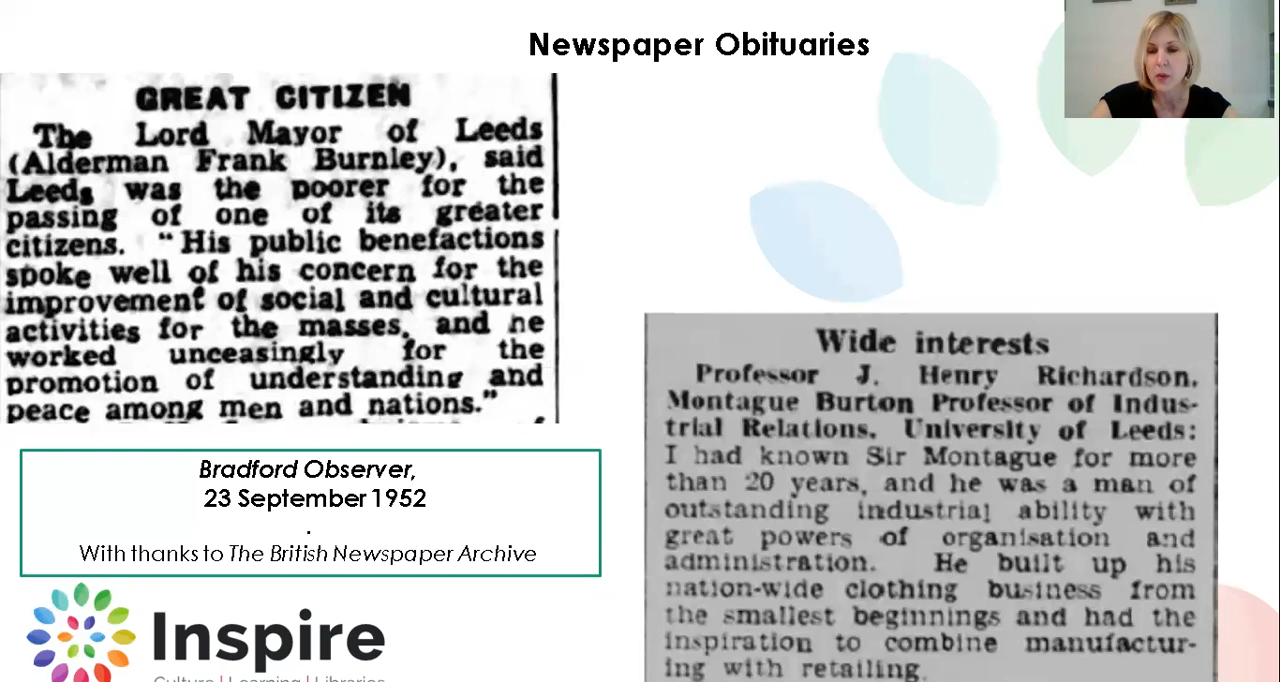 Newspaper Obituaries
GREAT CITIZEN
The Lord Mayor of Leeds
(Alderman Frank Burnley), said
Leeds was the poorer for the
passing of one of its greater
citizens. "His public benefactions
spoke well of his concern for the
improvement of social and cultural
activities for the masses, and he
worked unceasingly for the
promotion of understanding and
peace among men and nations."
Bradford Observer,
23 September 1952
.
With thanks to The British Newspaper Archive
Inspire
Culture | Learning | Libraries
Wide interests
Professor J. Henry Richardson,
Montague Burton Professor of Indus-
trial Relations, University of Leeds:
I had known Sir Montague for more
than 20 years, and he was a man of
outstanding industrial ability with
great powers of organisation and
administration. He built up his
nation-wide clothing business from
the smallest beginnings and had the
inspiration to combine manufactur-
ing with retailing.